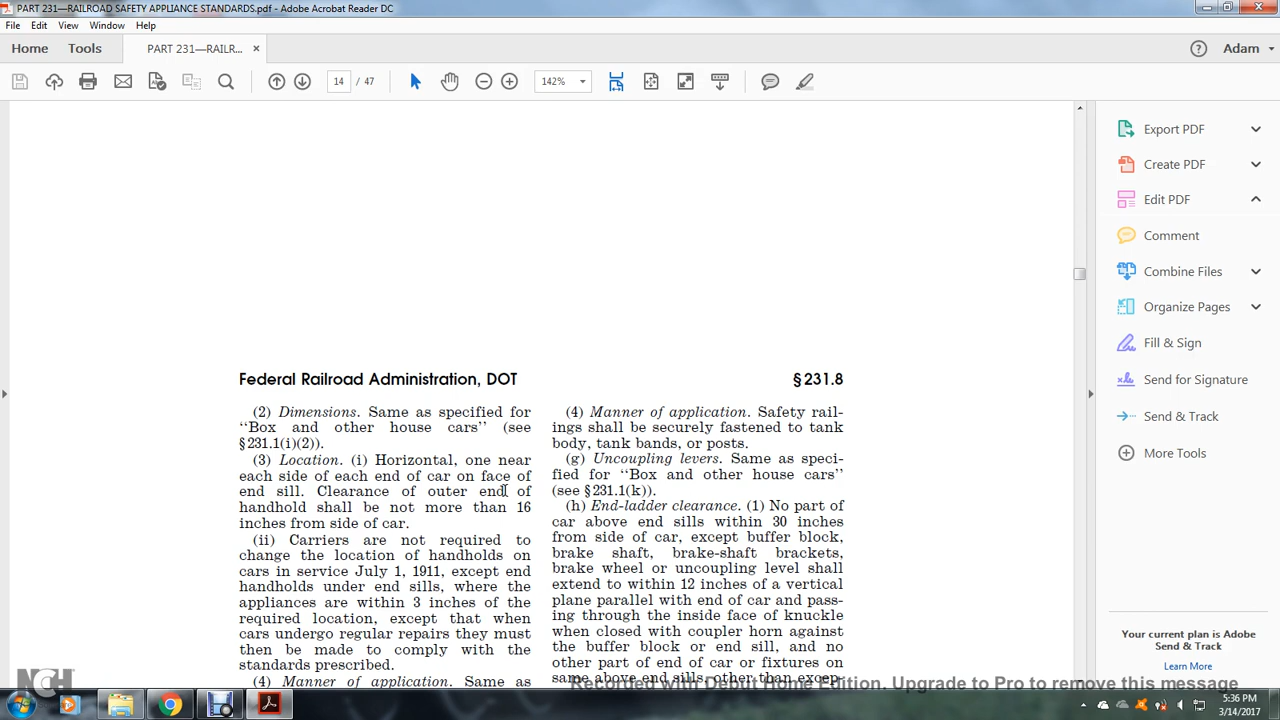 PART 231—RAILROAD SAFETY APPLIANCE STANDARDS.pdf - Adobe Acrobat Reader DC
File Edit View Window Help
Home Tools PART 231—RAILR... × Adam
14 / 47 142%
Export PDF
Create PDF
Edit PDF
Comment
Combine Files
Organize Pages
Fill & Sign
Send for Signature
Send & Track
More Tools
Your current plan is Adobe
Send & Track
Learn More
Federal Railroad Administration, DOT
§ 231.8
(2) Dimensions. Same as specified for
‘‘Box and other house cars’’ (see
§231.1(i)(2)).
(3) Location. (i) Horizontal, one near
each side of each end of car on face of
end sill. Clearance of outer end of
handhold shall be not more than 16
inches from side of car.
(ii) Carriers are not required to
change the location of handholds on
cars in service July 1, 1911, except end
handholds under end sills, where the
appliances are within 3 inches of the
required location, except that when
cars undergo regular repairs they must
then be made to comply with the
standards prescribed.
(4) Manner of application. Same as
(4) Manner of application. Safety rail-
ings shall be securely fastened to tank
body, tank bands, or posts.
(g) Uncoupling levers. Same as speci-
fied for ‘‘Box and other house cars’’
(see §231.1(k)).
(h) End-ladder clearance. (1) No part of
car above end sills within 30 inches
from side of car, except buffer block,
brake shaft, brake-shaft brackets,
brake wheel or uncoupling level shall
extend to within 12 inches of a vertical
plane parallel with end of car and pass-
ing through the inside face of knuckle
when closed with coupler horn against
the buffer block or end sill, and no
other part of end of car or fixtures on
same above end sills other than excep-
NCH
Recorded with Debut Home Edition. Upgrade to Pro to remove this message
5:36 PM
3/14/2017